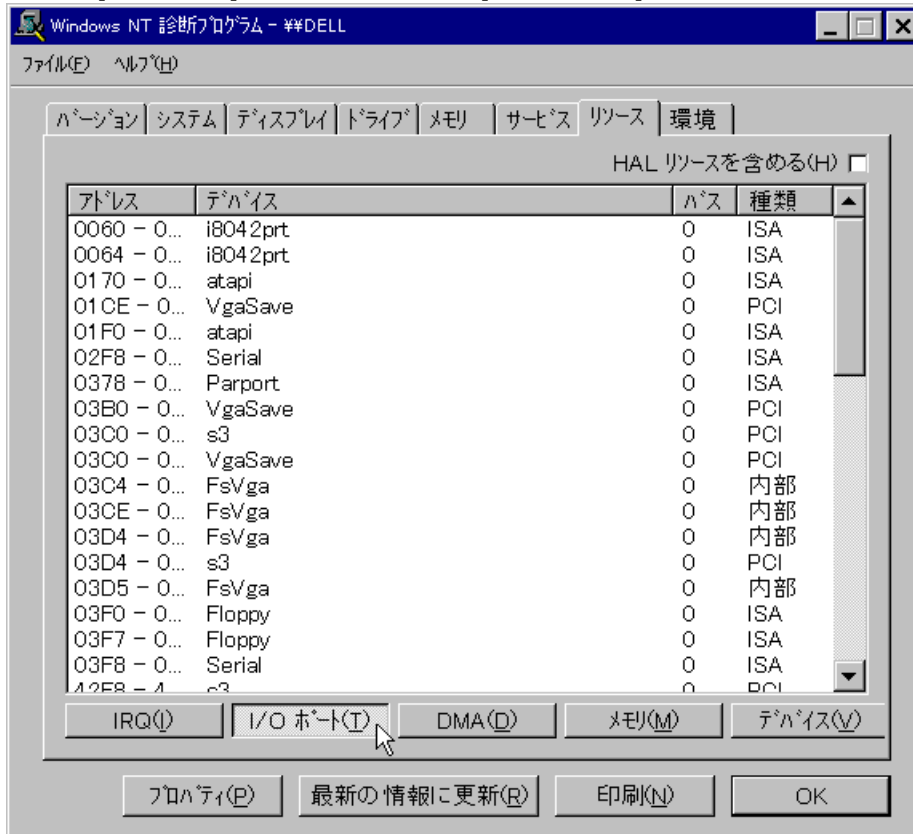 Windows NT 診断ﾌﾟﾛｸﾞﾗﾑ - ¥¥DELL
ﾌｧｲﾙ(F) ﾍﾙﾌﾟ(H)
ﾊﾞｰｼﾞｮﾝ ｼｽﾃﾑ ﾃﾞｨｽﾌﾟﾚｲ ﾄﾞﾗｲﾌﾞ ﾒﾓﾘ ｻｰﾋﾞｽ ﾘｿｰｽ 環境
HAL ﾘｿｰｽを含める(H)
ｱﾄﾞﾚｽ ﾃﾞﾊﾞｲｽ ﾊﾞｽ 種類
0060 - 0... i8042prt 0 ISA
0064 - 0... i8042prt 0 ISA
0170 - 0... atapi 0 ISA
01CE - 0... VgaSave 0 PCI
01F0 - 0... atapi 0 ISA
02F8 - 0... Serial 0 ISA
0378 - 0... Parport 0 ISA
03B0 - 0... VgaSave 0 PCI
03C0 - 0... s3 0 PCI
03C0 - 0... VgaSave 0 PCI
03C4 - 0... FsVga 0 内部
03CE - 0... FsVga 0 内部
03D4 - 0... FsVga 0 内部
03D4 - 0... s3 0 PCI
03D5 - 0... FsVga 0 内部
03F0 - 0... Floppy 0 ISA
03F7 - 0... Floppy 0 ISA
03F8 - 0... Serial 0 ISA
42E8 - 4... s3 0 PCI
IRQ(I) I/O ﾎﾟｰﾄ(T) DMA(D) ﾒﾓﾘ(M) ﾃﾞﾊﾞｲｽ(V)
ﾌﾟﾛﾊﾟﾃｨ(P) 最新の情報に更新(R) 印刷(N) OK